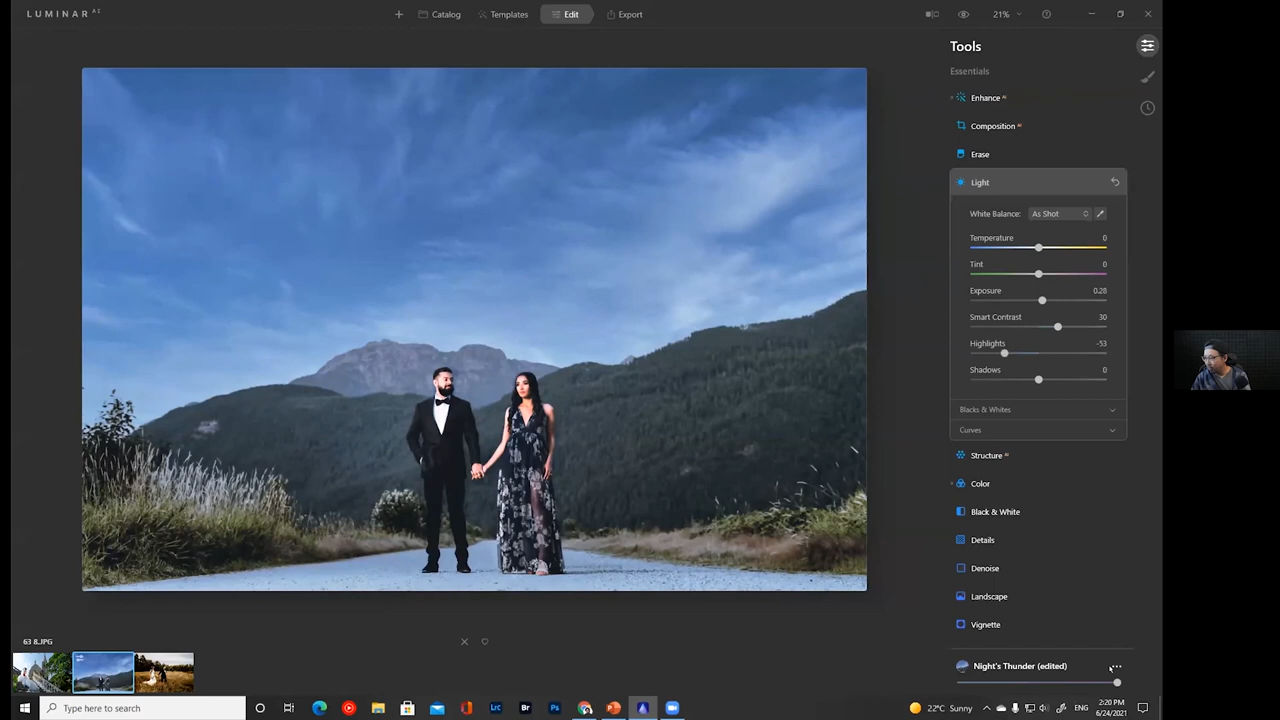 LUMINAR AI
Catalog
Templates
Edit
Export
21%
Tools
Essentials
Enhance AI
Composition AI
Erase
Light
White Balance: As Shot
Temperature 0
Tint 0
Exposure 0.28
Smart Contrast 30
Highlights -53
Shadows 0
Blacks & Whites
Curves
Structure AI
Color
Black & White
Details
Denoise
Landscape
Vignette
63 8.JPG
Night's Thunder (edited)
Type here to search
Lrc
Br
Ps
22°C Sunny
ENG
2:20 PM
6/24/2021